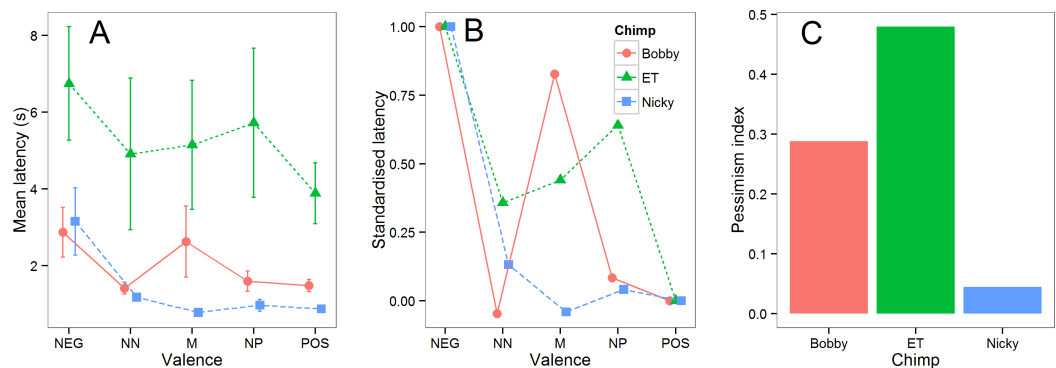 A
8
6
4
2
Mean latency (s)
NEG NN M NP POS
Valence
B
1.00
0.75
0.50
0.25
0.00
Standardised latency
Chimp
Bobby
ET
Nicky
NEG NN M NP POS
Valence
C
0.5
0.4
0.3
0.2
0.1
0.0
Pessimism index
Bobby ET Nicky
Chimp